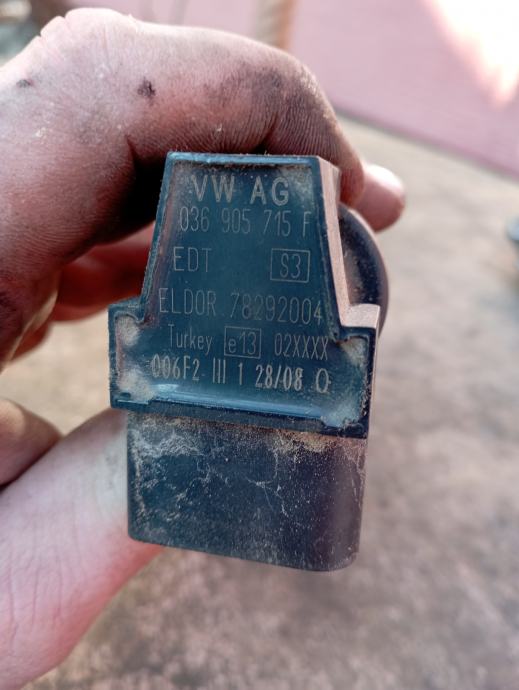 VW AG
036 905 715 F
EDT S3
ELDOR 78292004
Turkey e13 02XXXX
006F2 III 1 28/08 Q